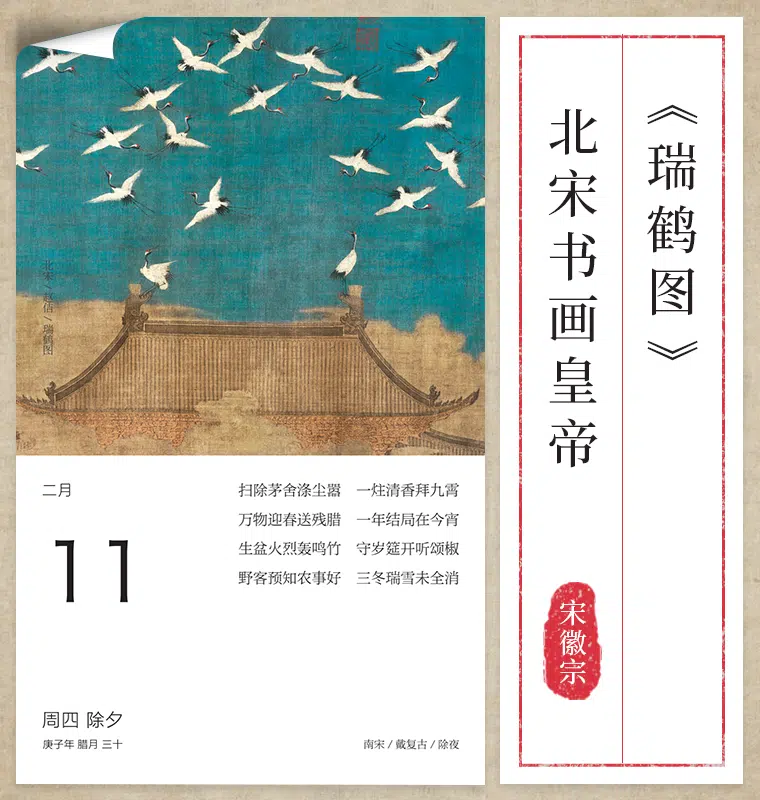 北宋 / 赵佶 / 瑞鹤图
二月
11
扫除茅舍涤尘嚣 一炷清香拜九霄
万物迎春送残腊 一年结局在今宵
生盆火烈轰鸣竹 守岁筵开听颂椒
野客预知农事好 三冬瑞雪未全消
周四 除夕
庚子年 腊月 三十
南宋 / 戴复古 / 除夜
《瑞鹤图》
北宋书画皇帝
宋徽宗